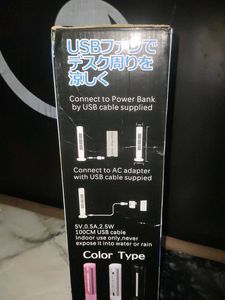 USBファンで
デスク周りを
涼しく
Connect to Power Bank
by USB cable supplied
Connect to AC adapter
with USB cable supplied
5V,0.5A,2.5W
100CM USB cable
Indoor use only,never
expose it into water or rain
Color Type